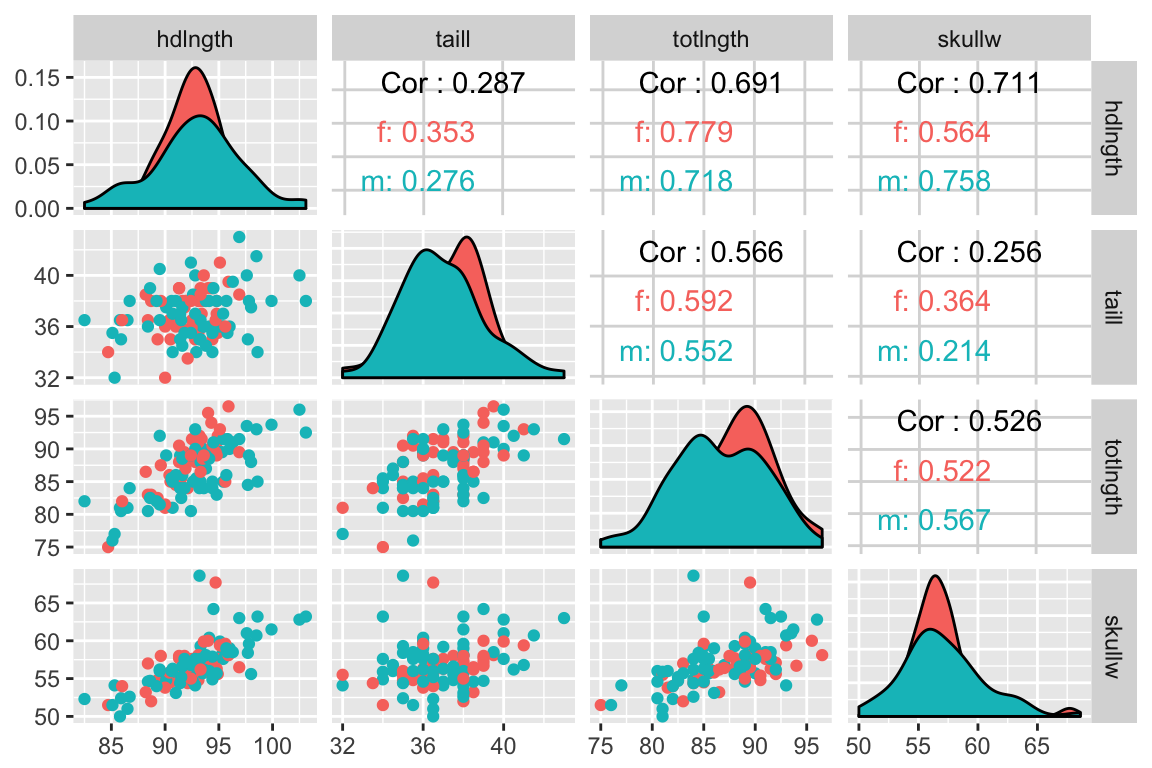 hdlngth taill totlngth skullw
0.15
0.10
0.05
0.00
Cor : 0.287
f: 0.353
m: 0.276
Cor : 0.691
f: 0.779
m: 0.718
Cor : 0.711
f: 0.564
m: 0.758
hdlngth
40
36
32
Cor : 0.566
f: 0.592
m: 0.552
Cor : 0.256
f: 0.364
m: 0.214
taill
95
90
85
80
75
Cor : 0.526
f: 0.522
m: 0.567
totlngth
65
60
55
50
skullw
85 90 95 100 32 36 40 75 80 85 90 95 50 55 60 65